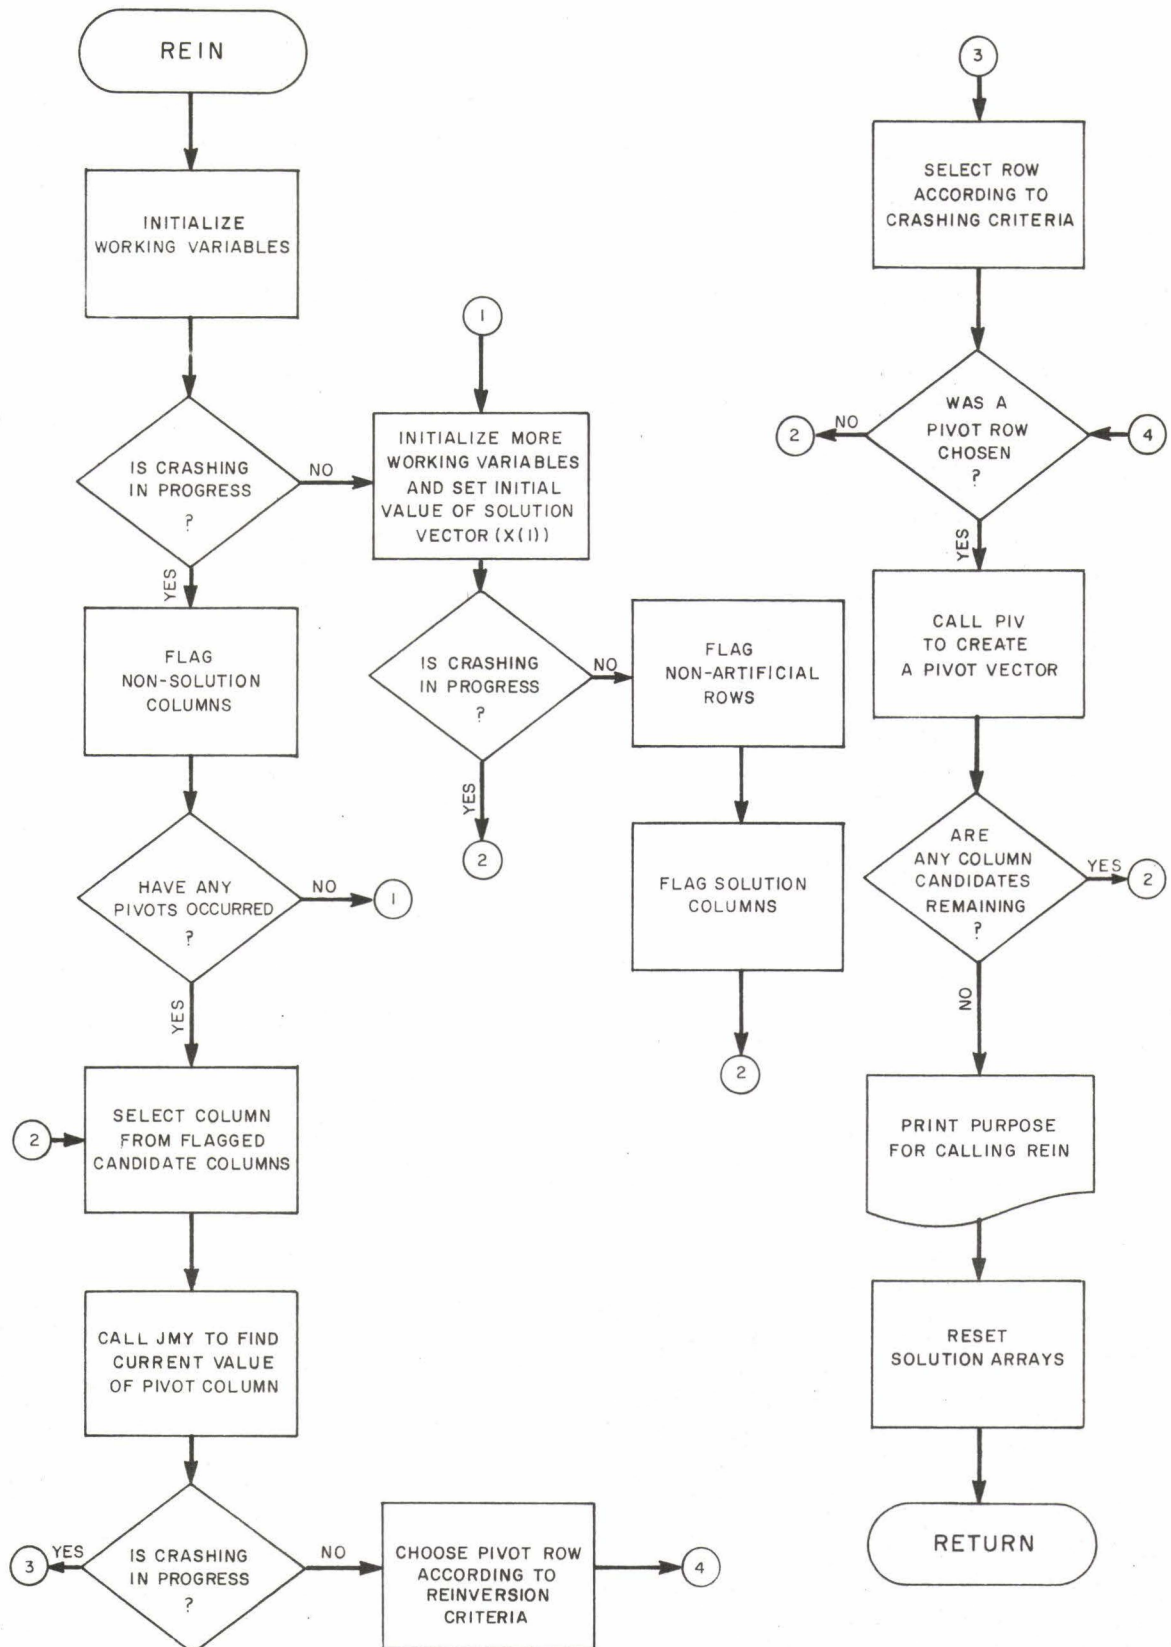 REIN
INITIALIZE
WORKING VARIABLES
IS CRASHING
IN PROGRESS
?
NO
YES
FLAG
NON-SOLUTION
COLUMNS
HAVE ANY
PIVOTS OCCURRED
?
NO
1
YES
2
SELECT COLUMN
FROM FLAGGED
CANDIDATE COLUMNS
CALL JMY TO FIND
CURRENT VALUE
OF PIVOT COLUMN
IS CRASHING
IN PROGRESS
?
YES
3
NO
CHOOSE PIVOT ROW
ACCORDING TO
REINVERSION
CRITERIA
4
1
INITIALIZE MORE
WORKING VARIABLES
AND SET INITIAL
VALUE OF SOLUTION
VECTOR (X(I))
IS CRASHING
IN PROGRESS
?
YES
2
NO
FLAG
NON-ARTIFICIAL
ROWS
FLAG SOLUTION
COLUMNS
2
3
SELECT ROW
ACCORDING TO
CRASHING CRITERIA
WAS A
PIVOT ROW
CHOSEN
?
NO
2
4
YES
CALL PIV
TO CREATE
A PIVOT VECTOR
ARE
ANY COLUMN
CANDIDATES
REMAINING
?
YES
2
NO
PRINT PURPOSE
FOR CALLING REIN
RESET
SOLUTION ARRAYS
RETURN